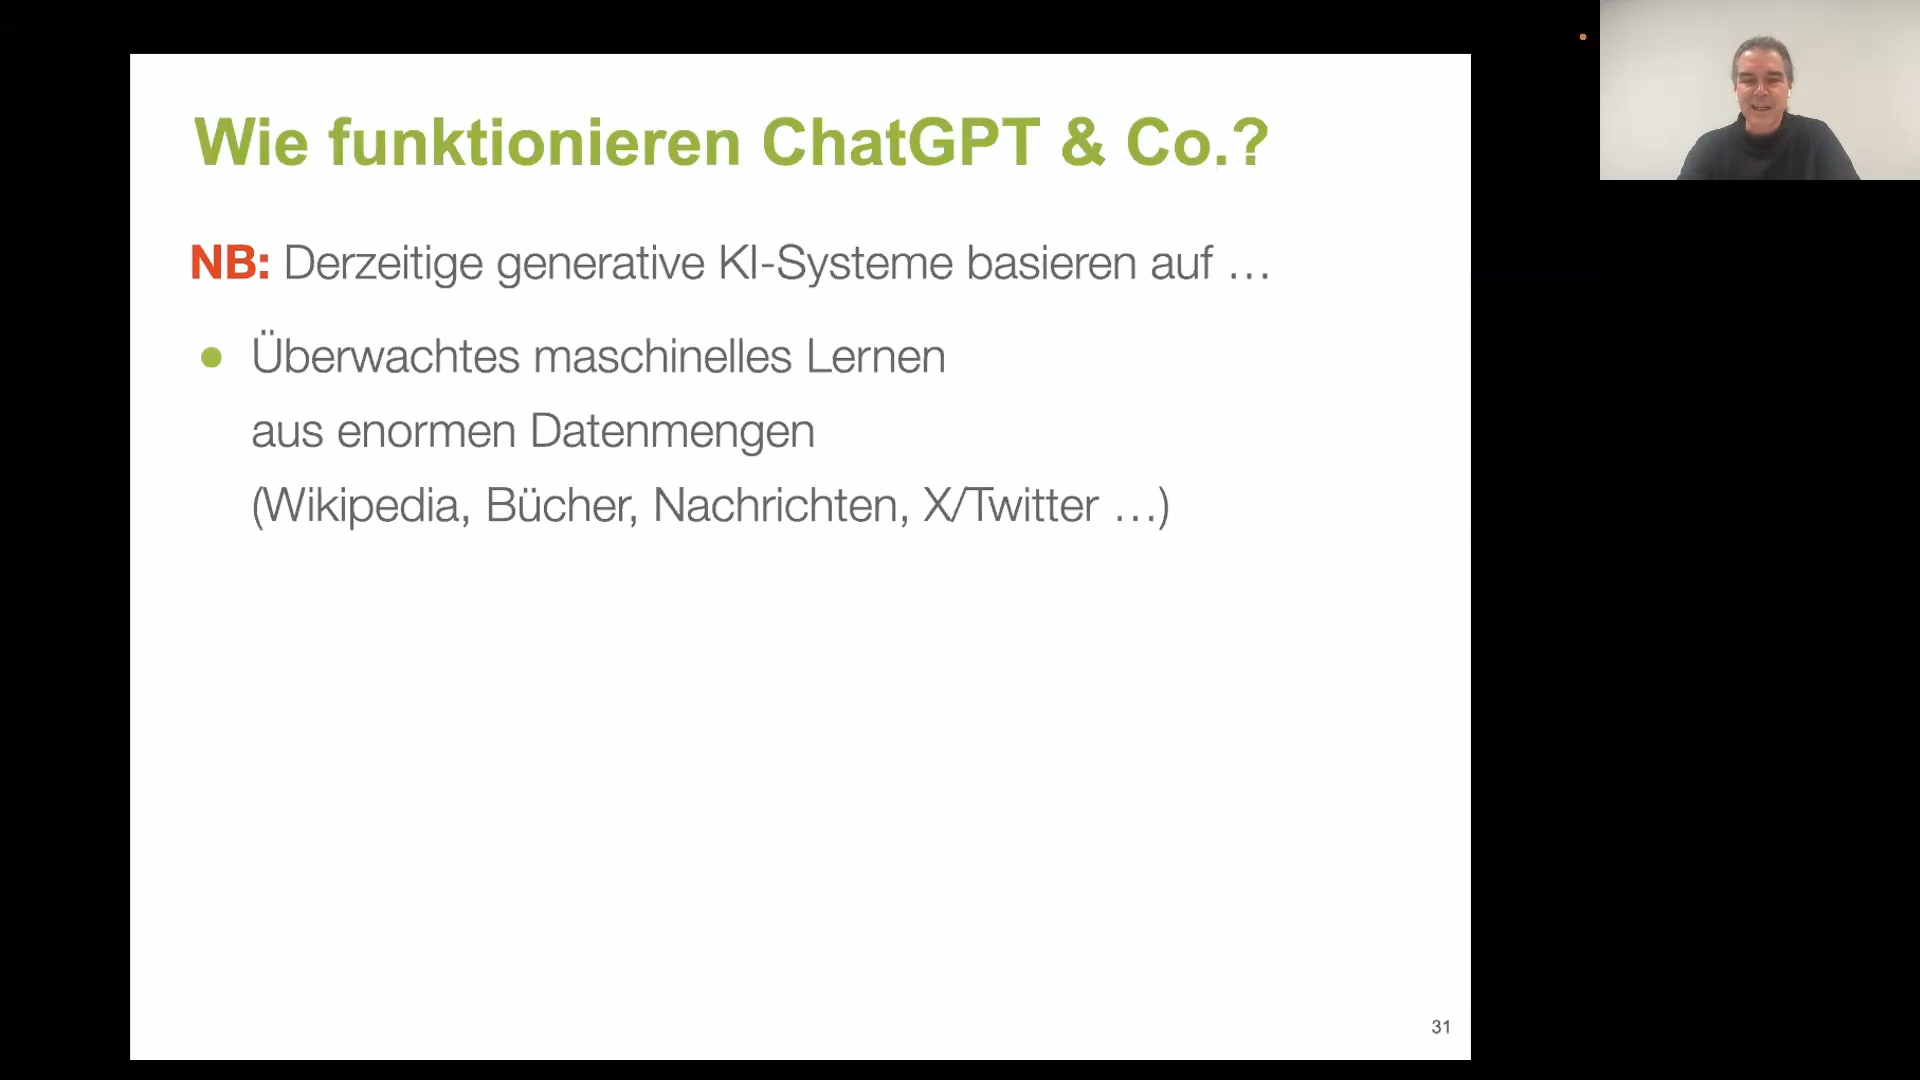 Wie funktionieren ChatGPT & Co.?
NB: Derzeitige generative KI-Systeme basieren auf …
● Überwachtes maschinelles Lernen
aus enormen Datenmengen
(Wikipedia, Bücher, Nachrichten, X/Twitter …)
31